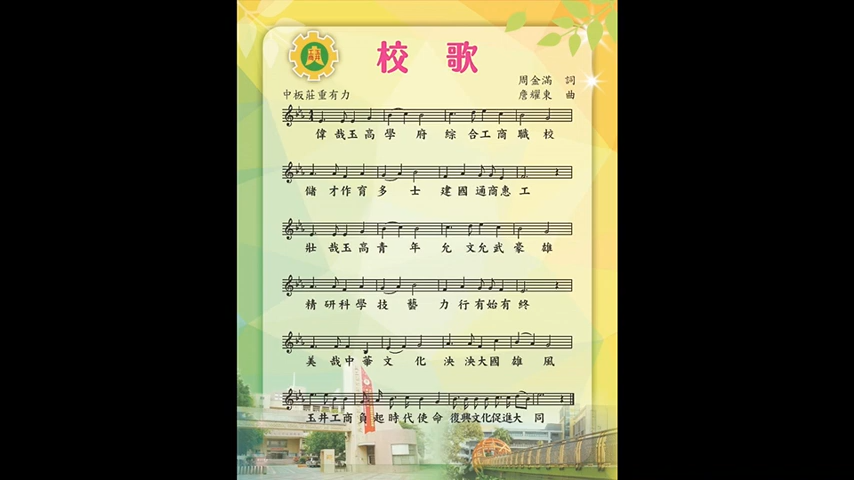 校歌
周金滿 詞
中板莊重有力
詹耀東 曲
偉哉玉高學府綜合工商職校
儲才作育多士建國通商惠工
壯哉玉高青年允文允武豪雄
精研科學技藝力行有始有終
美哉中華文化泱泱大國雄風
玉井工商負起時代使命復興文化促進大同